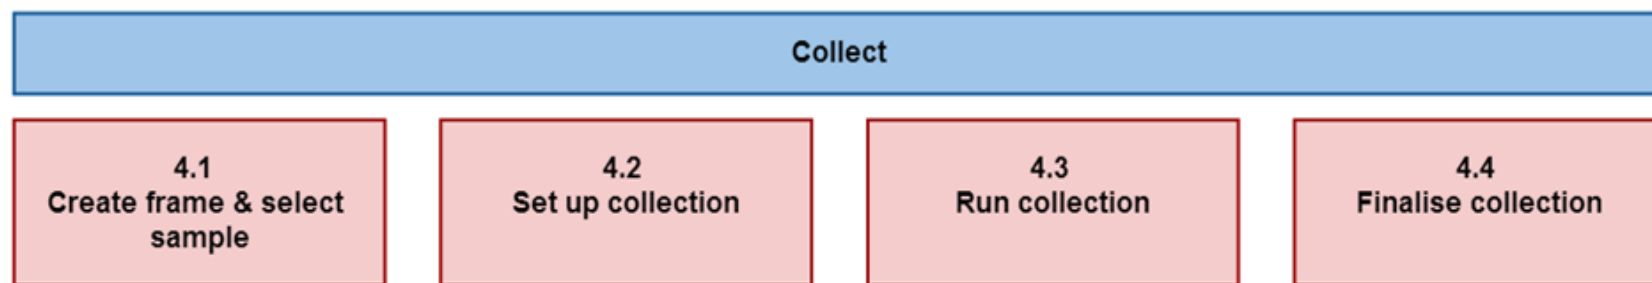 Collect
4.1
Create frame & select
sample
4.2
Set up collection
4.3
Run collection
4.4
Finalise collection